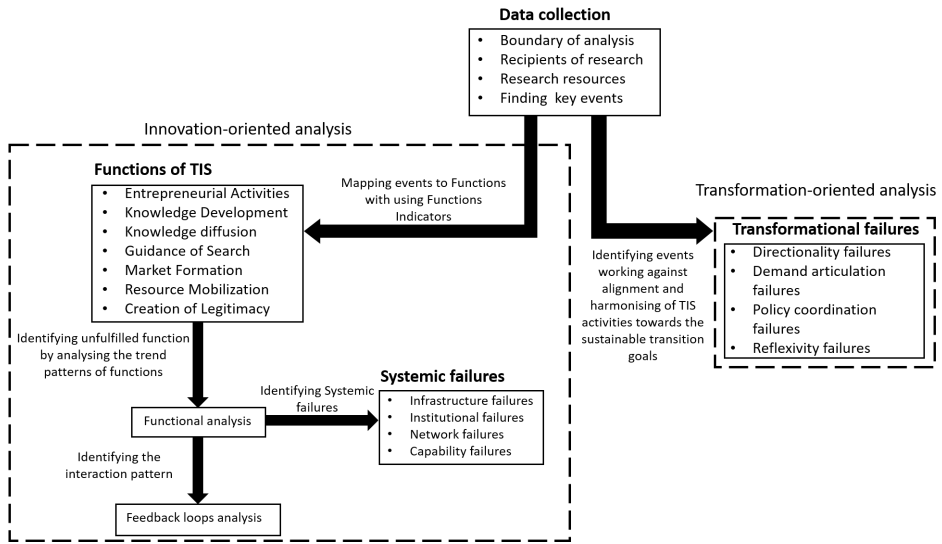 Data collection
• Boundary of analysis
• Recipients of research
• Research resources
• Finding key events
Innovation-oriented analysis
Functions of TIS
• Entrepreneurial Activities
• Knowledge Development
• Knowledge diffusion
• Guidance of Search
• Market Formation
• Resource Mobilization
• Creation of Legitimacy
Mapping events to Functions
with using Functions
Indicators
Transformation-oriented analysis
Transformational failures
• Directionality failures
• Demand articulation
failures
• Policy coordination
failures
• Reflexivity failures
Identifying events
working against
alignment and
harmonising of TIS
activities towards the
sustainable transition
goals
Identifying unfulfilled function
by analysing the trend
patterns of functions
Functional analysis
Identifying Systemic
failures
Systemic failures
• Infrastructure failures
• Institutional failures
• Network failures
• Capability failures
Identifying the
interaction pattern
Feedback loops analysis